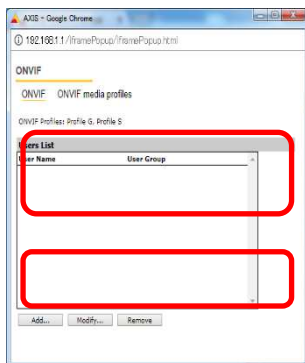 AXIS - Google Chrome
192.168.1.1/IframePopup/IframePopup.html
ONVIF
ONVIF ONVIF media profiles
ONVIF Profiles: Profile G, Profile S
Users List
User Name User Group
Add... Modify... Remove